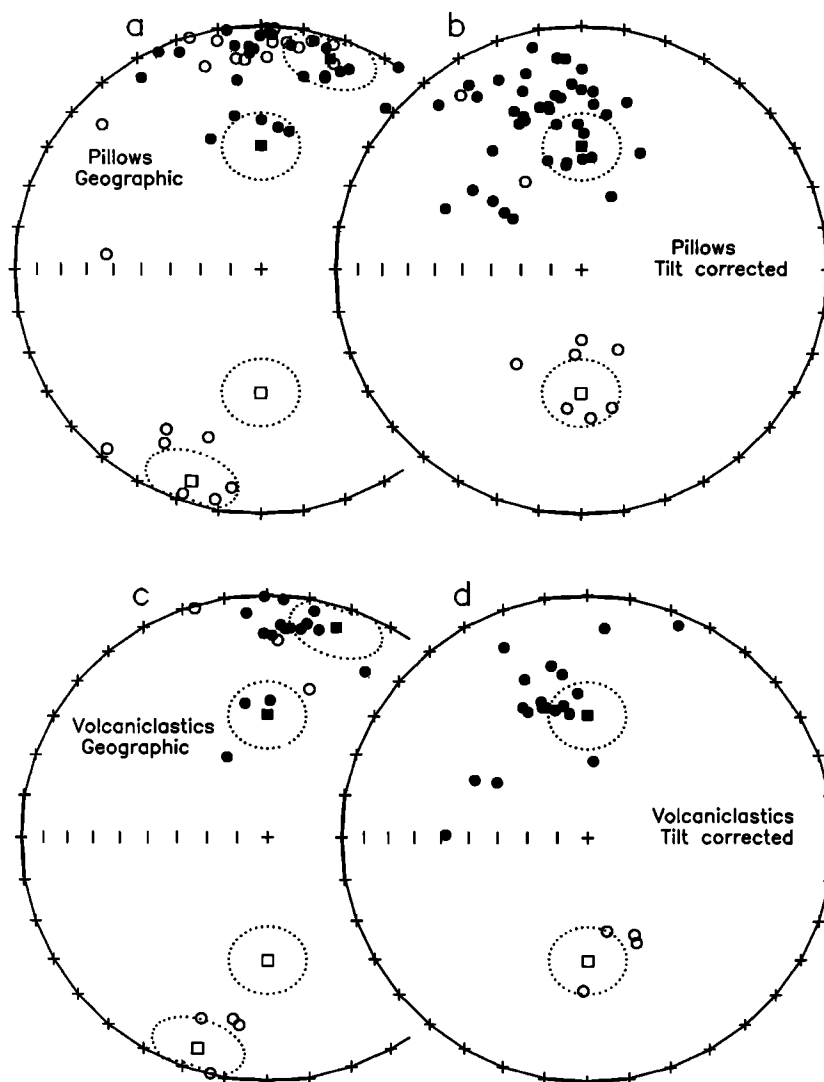 a
b
Pillows
Geographic
Pillows
Tilt corrected
c
d
Volcaniclastics
Geographic
Volcaniclastics
Tilt corrected